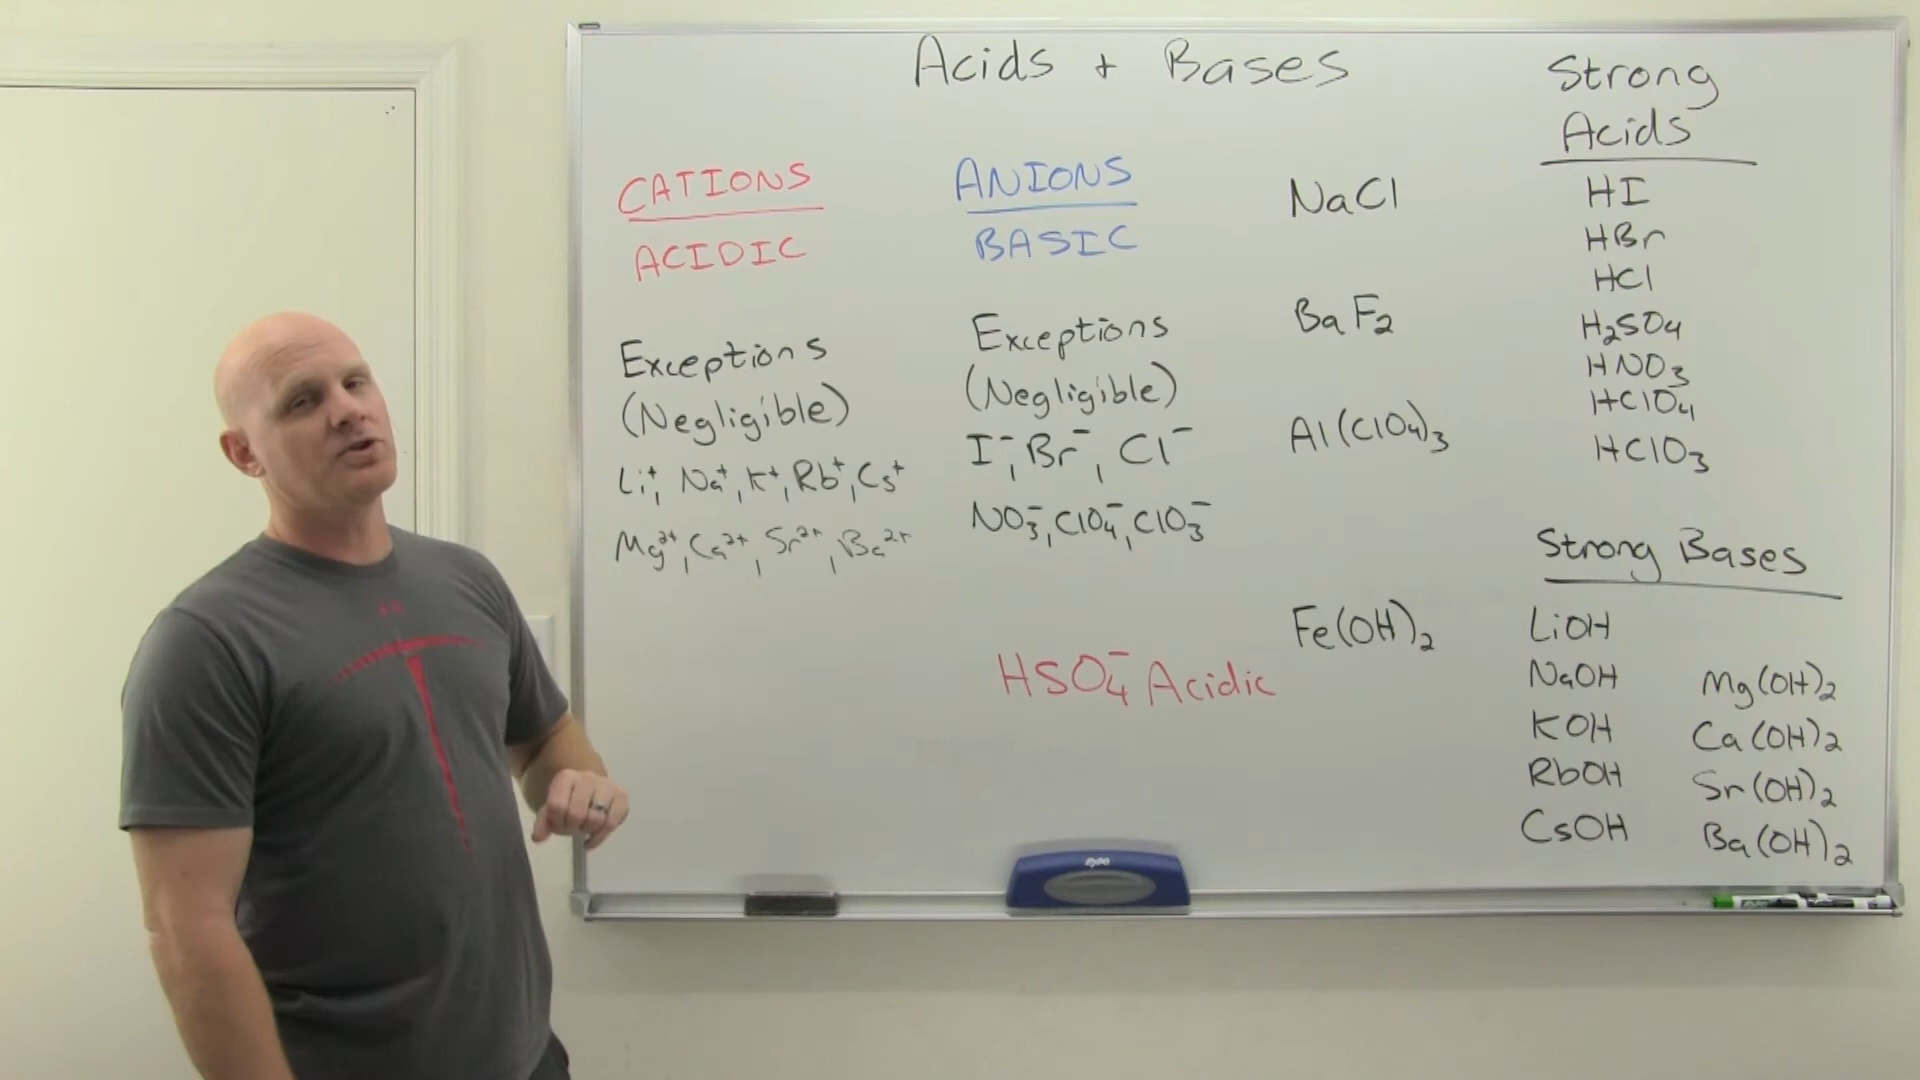 Acids + Bases
CATIONS
ACIDIC
Exceptions
(Negligible)
Li⁺, Na⁺, K⁺, Rb⁺, Cs⁺
Mg²⁺, Ca²⁺, Sr²⁺, Ba²⁺
ANIONS
BASIC
Exceptions
(Negligible)
I⁻, Br⁻, Cl⁻
NO₃⁻, ClO₄⁻, ClO₃⁻
HSO₄⁻ Acidic
NaCl
BaF₂
Al(ClO₄)₃
Fe(OH)₂
Strong
Acids
HI
HBr
HCl
H₂SO₄
HNO₃
HClO₄
HClO₃
Strong Bases
LiOH
NaOH
KOH
RbOH
CsOH
Mg(OH)₂
Ca(OH)₂
Sr(OH)₂
Ba(OH)₂
EXPO